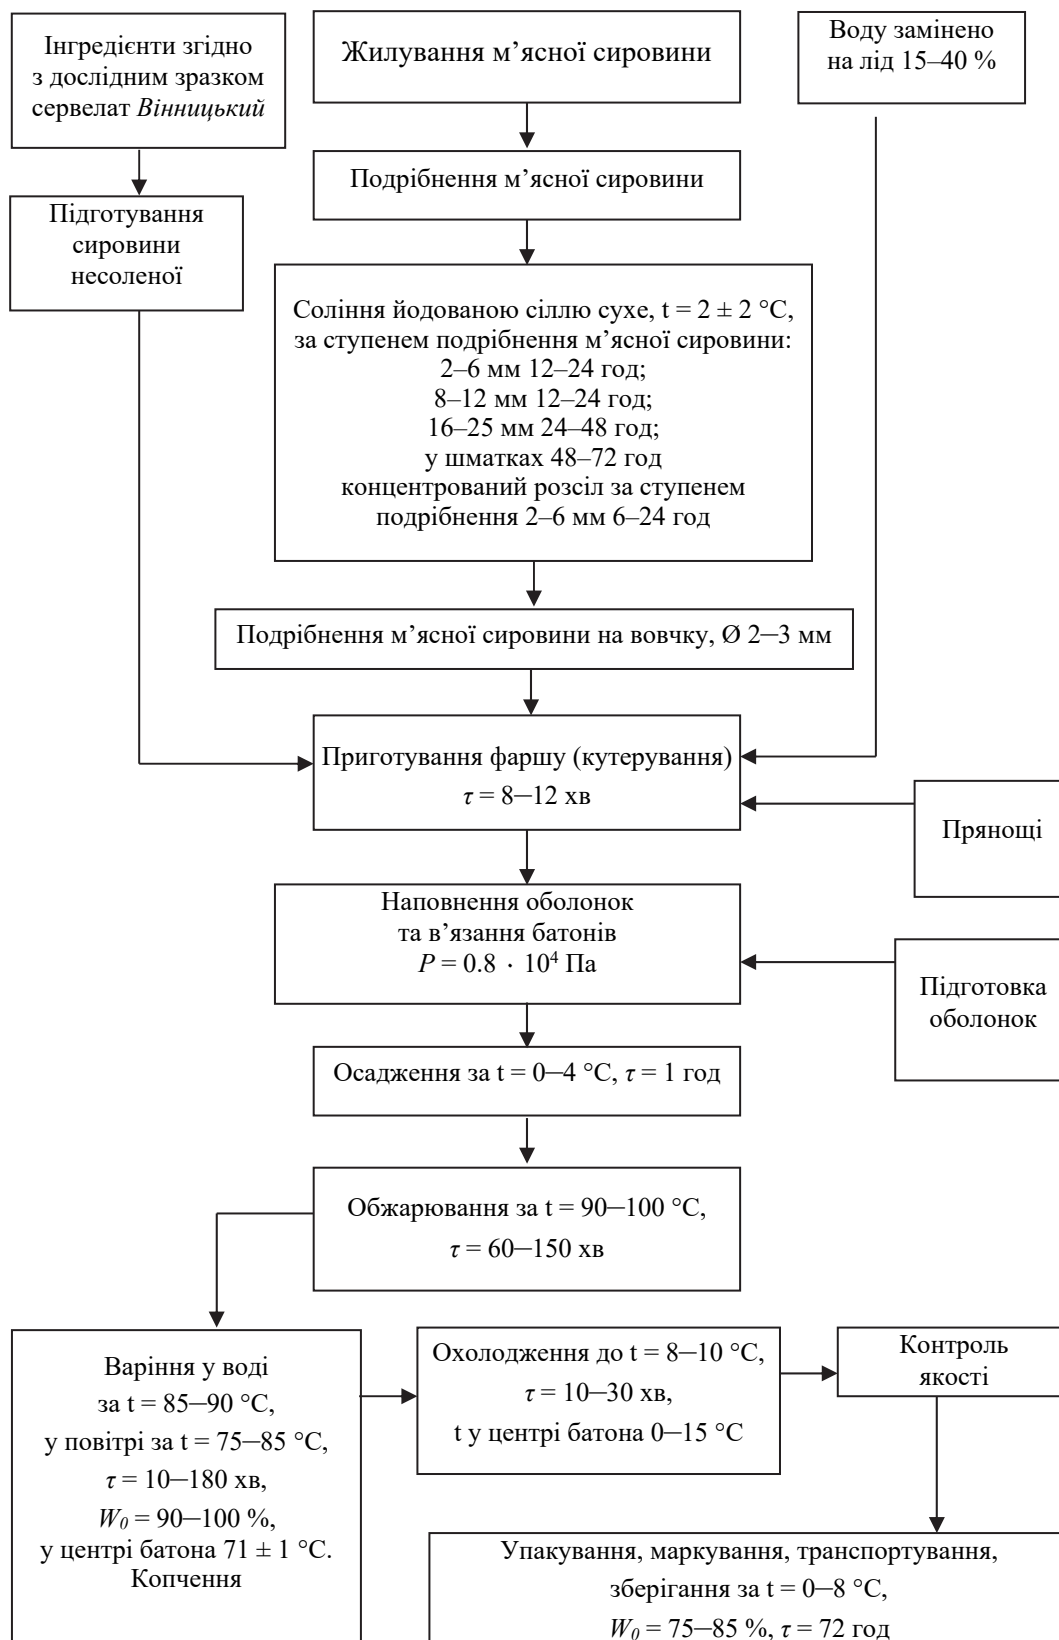 Інгредієнти згідно
з дослідним зразком
сервелат Вінницький
Жилування м’ясної сировини
Воду замінено
на лід 15–40 %
Подрібнення м’ясної сировини
Підготування
сировини
несоленої
Соління йодованою сіллю сухе, t = 2 ± 2 °C,
за ступенем подрібнення м’ясної сировини:
2–6 мм 12–24 год;
8–12 мм 12–24 год;
16–25 мм 24–48 год;
у шматках 48–72 год
концентрований розсіл за ступенем
подрібнення 2–6 мм 6–24 год
Подрібнення м’ясної сировини на вовчку, Ø 2–3 мм
Приготування фаршу (кутерування)
τ = 8–12 хв
Прянощі
Наповнення оболонок
та в’язання батонів
P = 0.8 · 10⁴ Па
Підготовка
оболонок
Осадження за t = 0–4 °C, τ = 1 год
Обжарювання за t = 90–100 °C,
τ = 60–150 хв
Варіння у воді
за t = 85–90 °C,
у повітрі за t = 75–85 °C,
τ = 10–180 хв,
W₀ = 90–100 %,
у центрі батона 71 ± 1 °C.
Копчення
Охолодження до t = 8–10 °C,
τ = 10–30 хв,
t у центрі батона 0–15 °C
Контроль
якості
Упакування, маркування, транспортування,
зберігання за t = 0–8 °C,
W₀ = 75–85 %, τ = 72 год